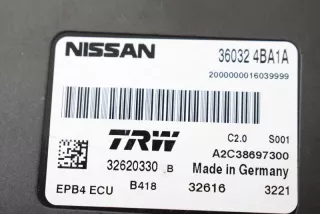 NISSAN 36032 4BA1A
2000000016039999
TRW C2.0 S001
A2C38697300
32620330 B Made in Germany
EPB4 ECU B418 32616 3221